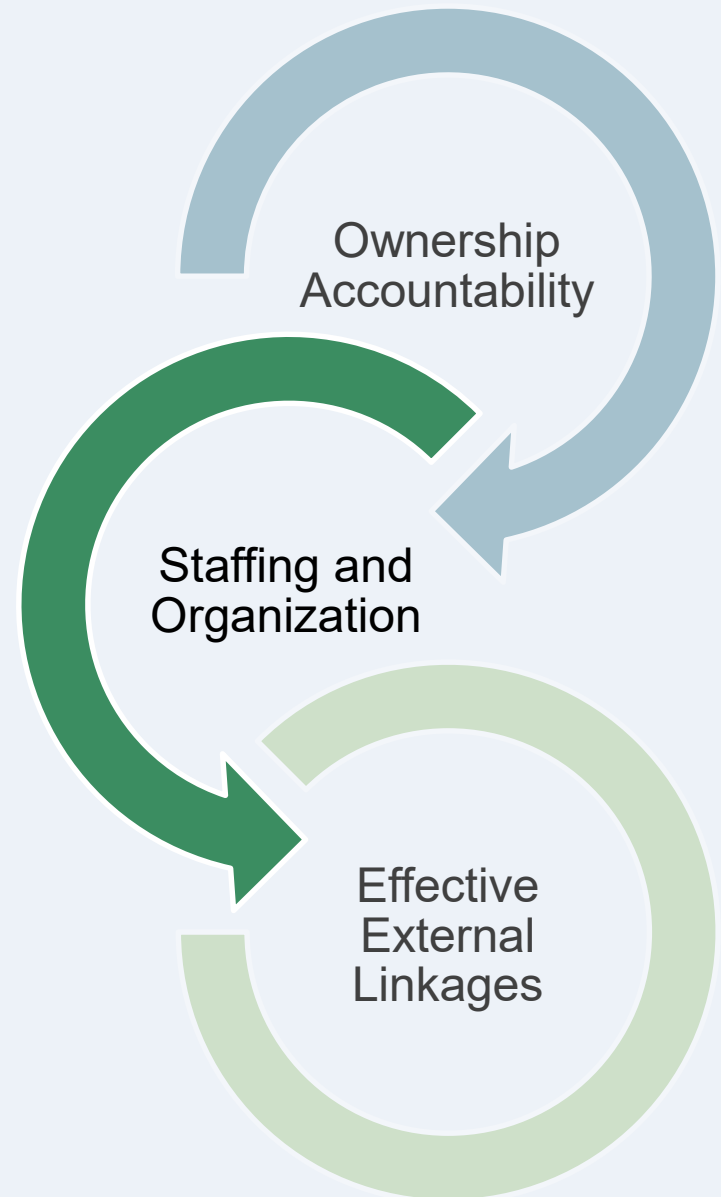 Ownership
Accountability
Staffing and
Organization
Effective
External
Linkages